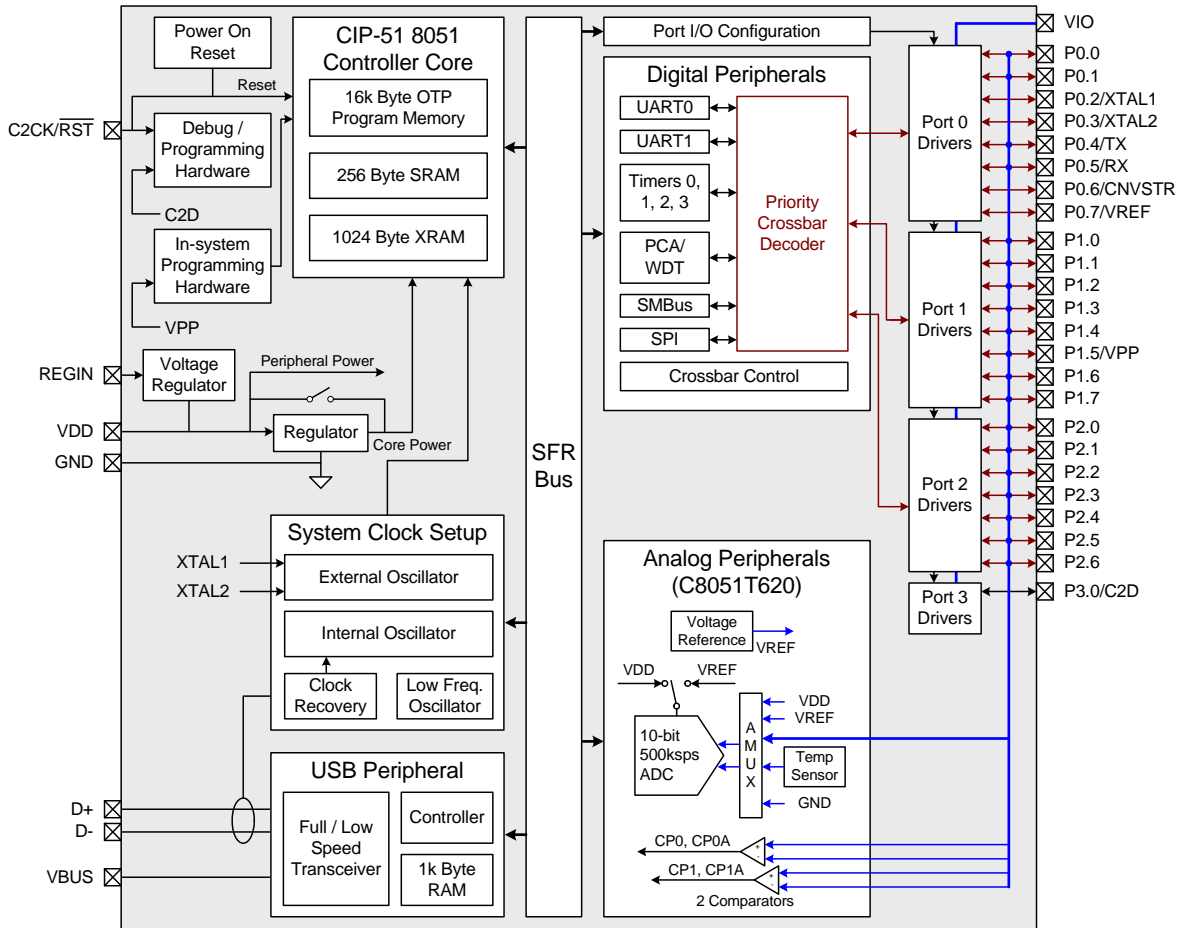 Power On
Reset
Reset
C2CK/RST
Debug /
Programming
Hardware
C2D
In-system
Programming
Hardware
VPP
CIP-51 8051
Controller Core
16k Byte OTP
Program Memory
256 Byte SRAM
1024 Byte XRAM
REGIN
Voltage
Regulator
Peripheral Power
VDD
Regulator
Core Power
GND
System Clock Setup
XTAL1
XTAL2
External Oscillator
Internal Oscillator
Clock
Recovery
Low Freq.
Oscillator
USB Peripheral
D+
D-
VBUS
Full / Low
Speed
Transceiver
Controller
1k Byte
RAM
SFR
Bus
Port I/O Configuration
Digital Peripherals
UART0
UART1
Timers 0,
1, 2, 3
PCA/
WDT
SMBus
SPI
Priority
Crossbar
Decoder
Crossbar Control
Analog Peripherals
(C8051T620)
Voltage
Reference
VREF
VDD
VREF
10-bit
500ksps
ADC
A
M
U
X
VDD
VREF
Temp
Sensor
GND
CP0, CP0A
+
-
CP1, CP1A
+
-
2 Comparators
Port 0
Drivers
Port 1
Drivers
Port 2
Drivers
Port 3
Drivers
VIO
P0.0
P0.1
P0.2/XTAL1
P0.3/XTAL2
P0.4/TX
P0.5/RX
P0.6/CNVSTR
P0.7/VREF
P1.0
P1.1
P1.2
P1.3
P1.4
P1.5/VPP
P1.6
P1.7
P2.0
P2.1
P2.2
P2.3
P2.4
P2.5
P2.6
P3.0/C2D